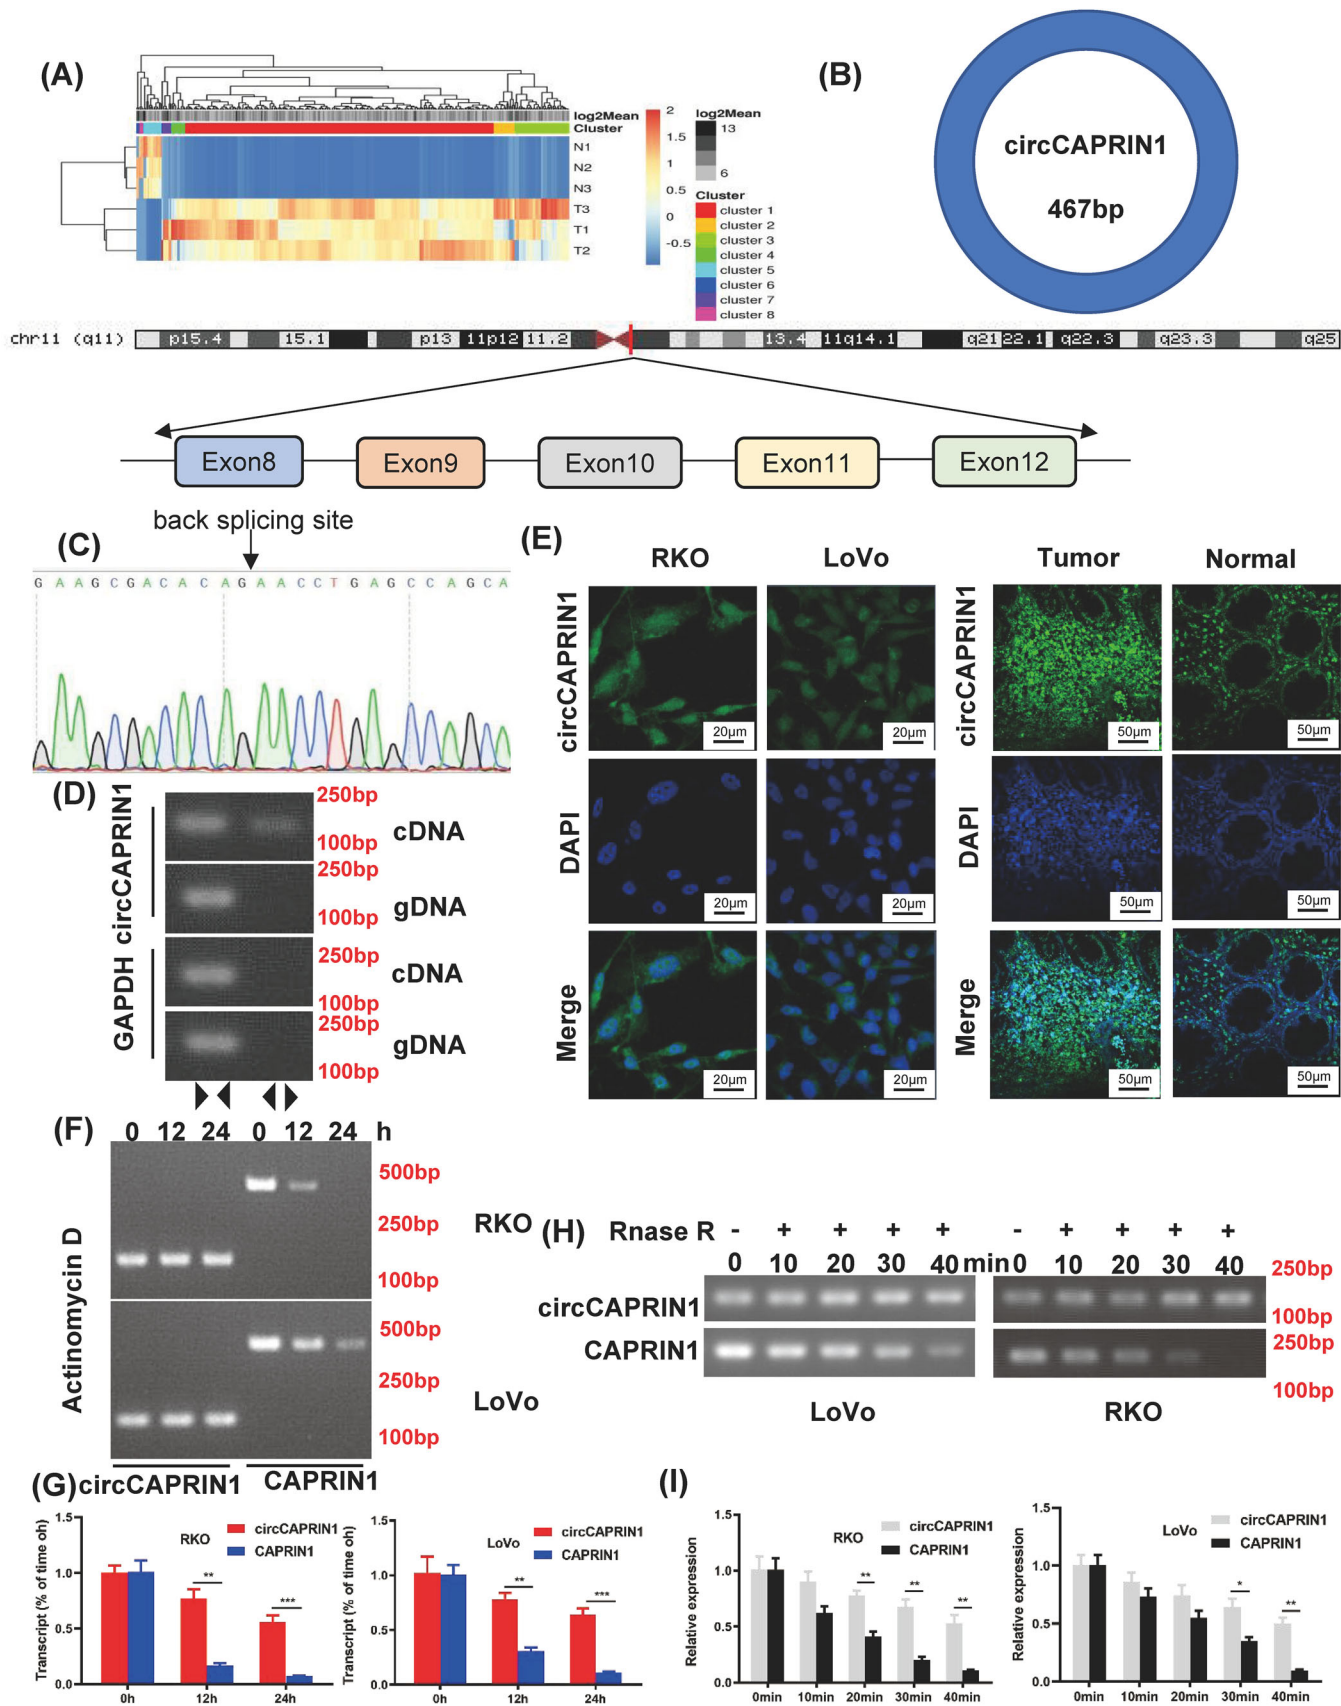 (A)
log2Mean
Cluster
N1
N2
N3
T3
T1
T2
2
1.5
1
0.5
0
-0.5
log2Mean
13
6
Cluster
cluster 1
cluster 2
cluster 3
cluster 4
cluster 5
cluster 6
cluster 7
cluster 8
(B)
circCAPRIN1
467bp
chr11 (q11) p15.4 15.1 p13 11p12 11.2 13.4 11q14.1 q21 22.1 q22.3 q23.3 q25
Exon8 Exon9 Exon10 Exon11 Exon12
back splicing site
(C)
G A A G C G A C A C A G A A C C T G A G C C A G C A
(D)
circCAPRIN1
GAPDH
250bp
100bp
cDNA
250bp
100bp
gDNA
250bp
100bp
cDNA
250bp
100bp
gDNA
(E)
RKO LoVo Tumor Normal
circCAPRIN1
20µm 20µm
circCAPRIN1
50µm 50µm
DAPI
20µm 20µm
DAPI
50µm 50µm
Merge
20µm 20µm
Merge
50µm 50µm
(F)
0 12 24 0 12 24 h
Actinomycin D
500bp
250bp
100bp
RKO
500bp
250bp
100bp
LoVo
circCAPRIN1 CAPRIN1
(H)
Rnase R - + + + + - + + + +
0 10 20 30 40 min 0 10 20 30 40
circCAPRIN1
CAPRIN1
250bp
100bp
250bp
100bp
LoVo RKO
(G)
Transcript (% of time oh)
1.5
1.0
0.5
0.0
RKO
circCAPRIN1
CAPRIN1
**
***
0h 12h 24h
Transcript (% of time oh)
1.5
1.0
0.5
0.0
LoVo
circCAPRIN1
CAPRIN1
**
***
0h 12h 24h
(I)
Relative expression
1.5
1.0
0.5
0.0
RKO
circCAPRIN1
CAPRIN1
**
**
**
0min 10min 20min 30min 40min
Relative expression
1.5
1.0
0.5
0.0
LoVo
circCAPRIN1
CAPRIN1
*
**
0min 10min 20min 30min 40min